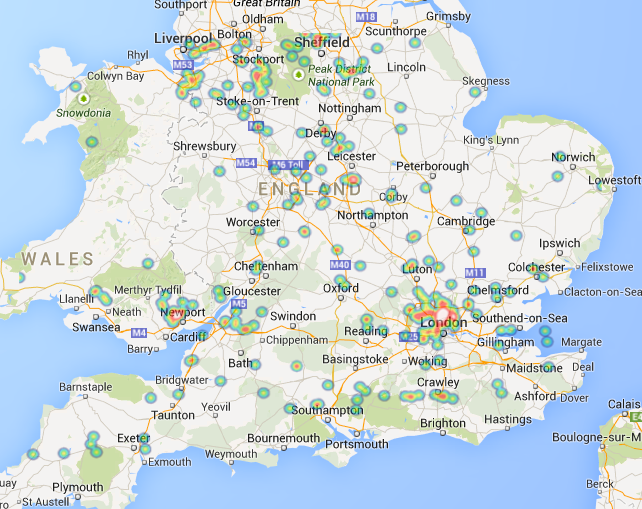 Great Britain
Southport
Oldham
M18
Grimsby
Liverpool
Bolton
Sheffield
Scunthorpe
Rhyl
M53
Stockport
Colwyn Bay
Peak District
National Park
Lincoln
Skegness
Snowdonia
Stoke-on-Trent
Nottingham
Derby
King's Lynn
Shrewsbury
M54
M6 Toll
Leicester
Peterborough
Norwich
Lowestoft
ENGLAND
Corby
Worcester
Northampton
Cambridge
WALES
Ipswich
Cheltenham
M40
Luton
M11
Colchester
Felixstowe
Merthyr Tydfil
Gloucester
Oxford
Chelmsford
Clacton-on-Sea
Llanelli
Neath
Newport
M5
Swansea
Swindon
London
Southend-on-Sea
M4
Cardiff
Reading
M25
Gillingham
Margate
Barry
Chippenham
Bath
Basingstoke
Woking
Maidstone
Deal
Barnstaple
Bridgwater
Crawley
Ashford
Dover
Taunton
Yeovil
Southampton
Calais
Hastings
Exeter
Bournemouth
Brighton
Portsmouth
Boulogne-sur-M
Exmouth
Weymouth
uay
Plymouth
Berck
St Austell